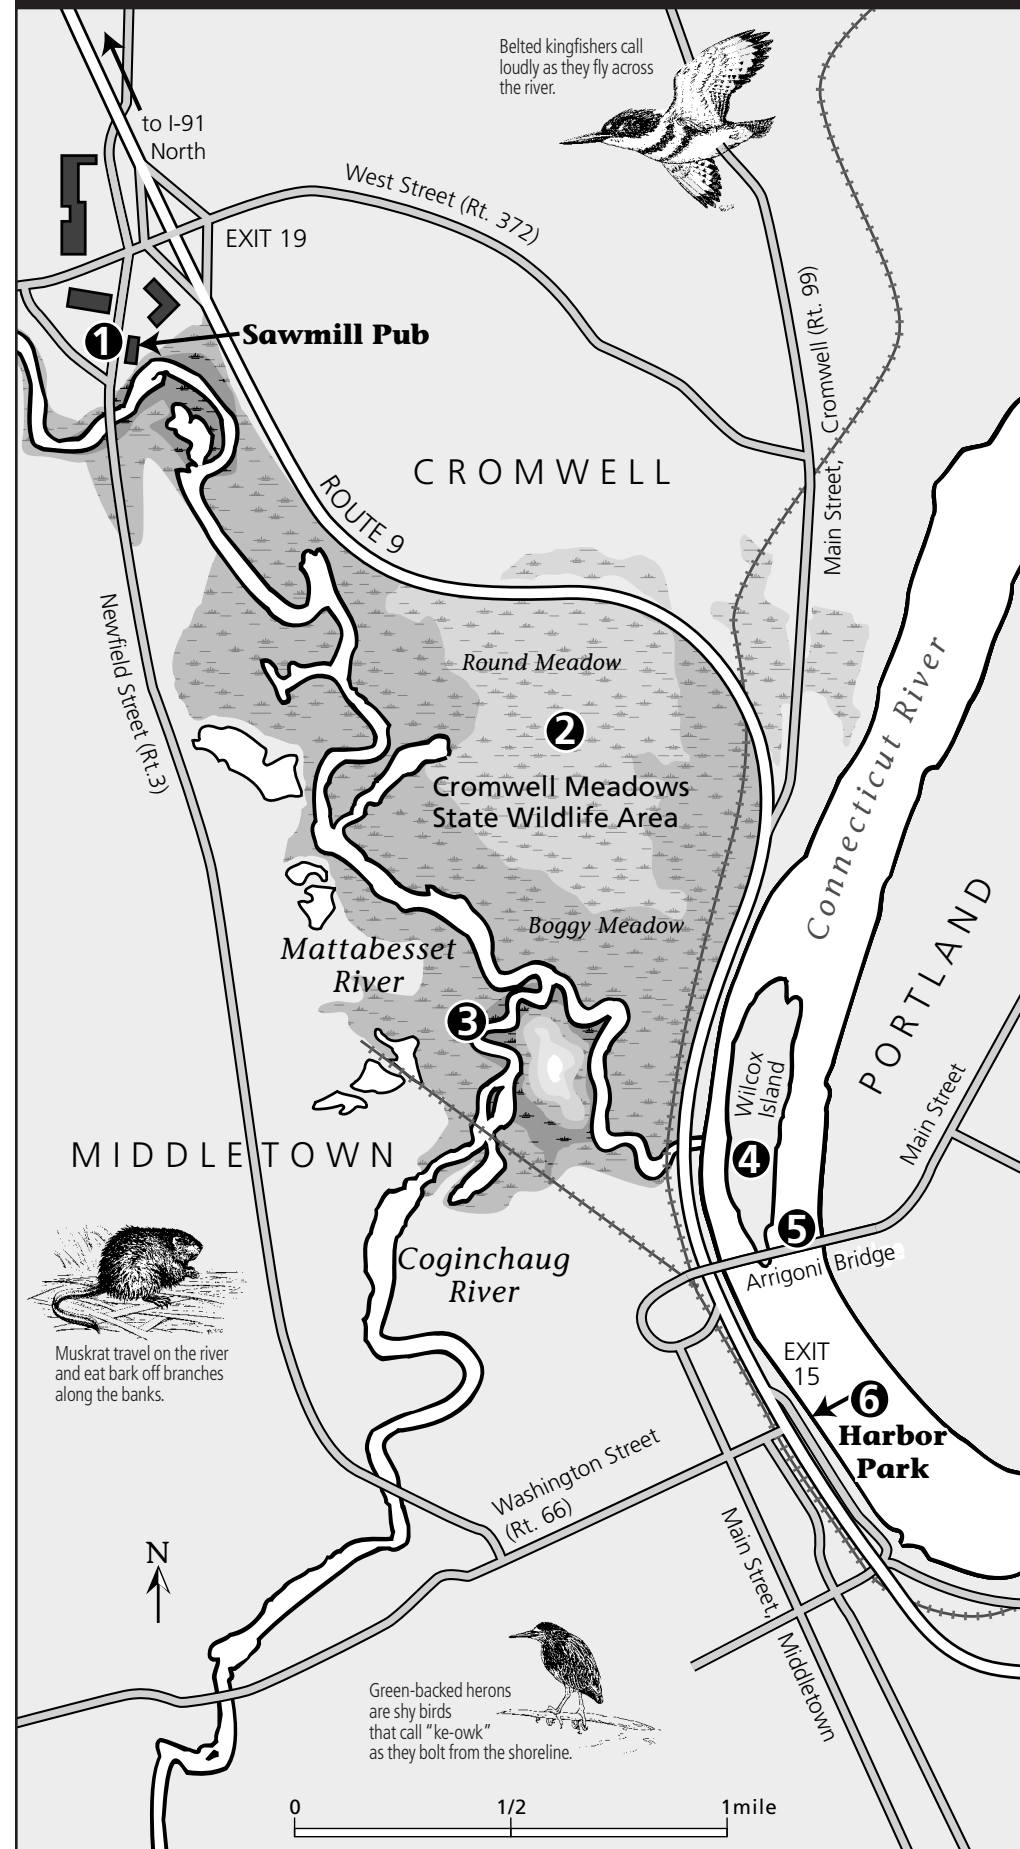 Belted kingfishers call
loudly as they fly across
the river.
to I-91
North
West Street (Rt. 372)
EXIT 19
Main Street, Cromwell (Rt. 99)
1
Sawmill Pub
CROMWELL
ROUTE 9
Newfield Street (Rt.3)
Round Meadow
2
Cromwell Meadows
State Wildlife Area
Connecticut River
PORTLAND
Boggy Meadow
Mattabesset
River
3
Wilcox
Island
Main Street
MIDDLETOWN
4
5
Arrigoni Bridge
Coginchaug
River
Muskrat travel on the river
and eat bark off branches
along the banks.
EXIT
15
6
Harbor
Park
Washington Street
(Rt. 66)
Main Street, Middletown
N
Green-backed herons
are shy birds
that call “ke-owk”
as they bolt from the shoreline.
0 1/2 1mile